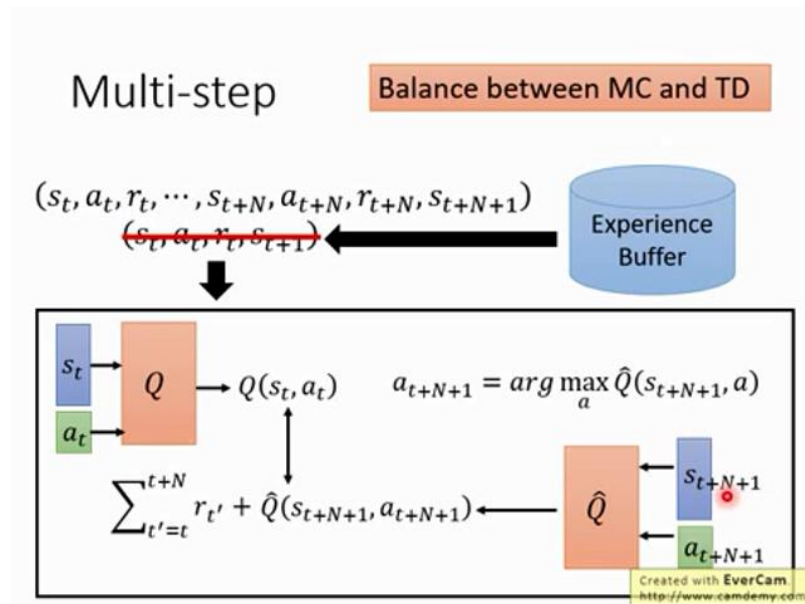 Multi-step
Balance between MC and TD
(s_t, a_t, r_t, ⋯, s_{t+N}, a_{t+N}, r_{t+N}, s_{t+N+1})
(s_t, a_t, r_t, s_{t+1})
Experience
Buffer
s_t
a_t
Q
Q(s_t, a_t)
a_{t+N+1} = arg max_a Q̂(s_{t+N+1}, a)
∑_{t'=t}^{t+N} r_{t'} + Q̂(s_{t+N+1}, a_{t+N+1})
Q̂
s_{t+N+1}
a_{t+N+1}
Created with EverCam.
http://www.camdemy.com